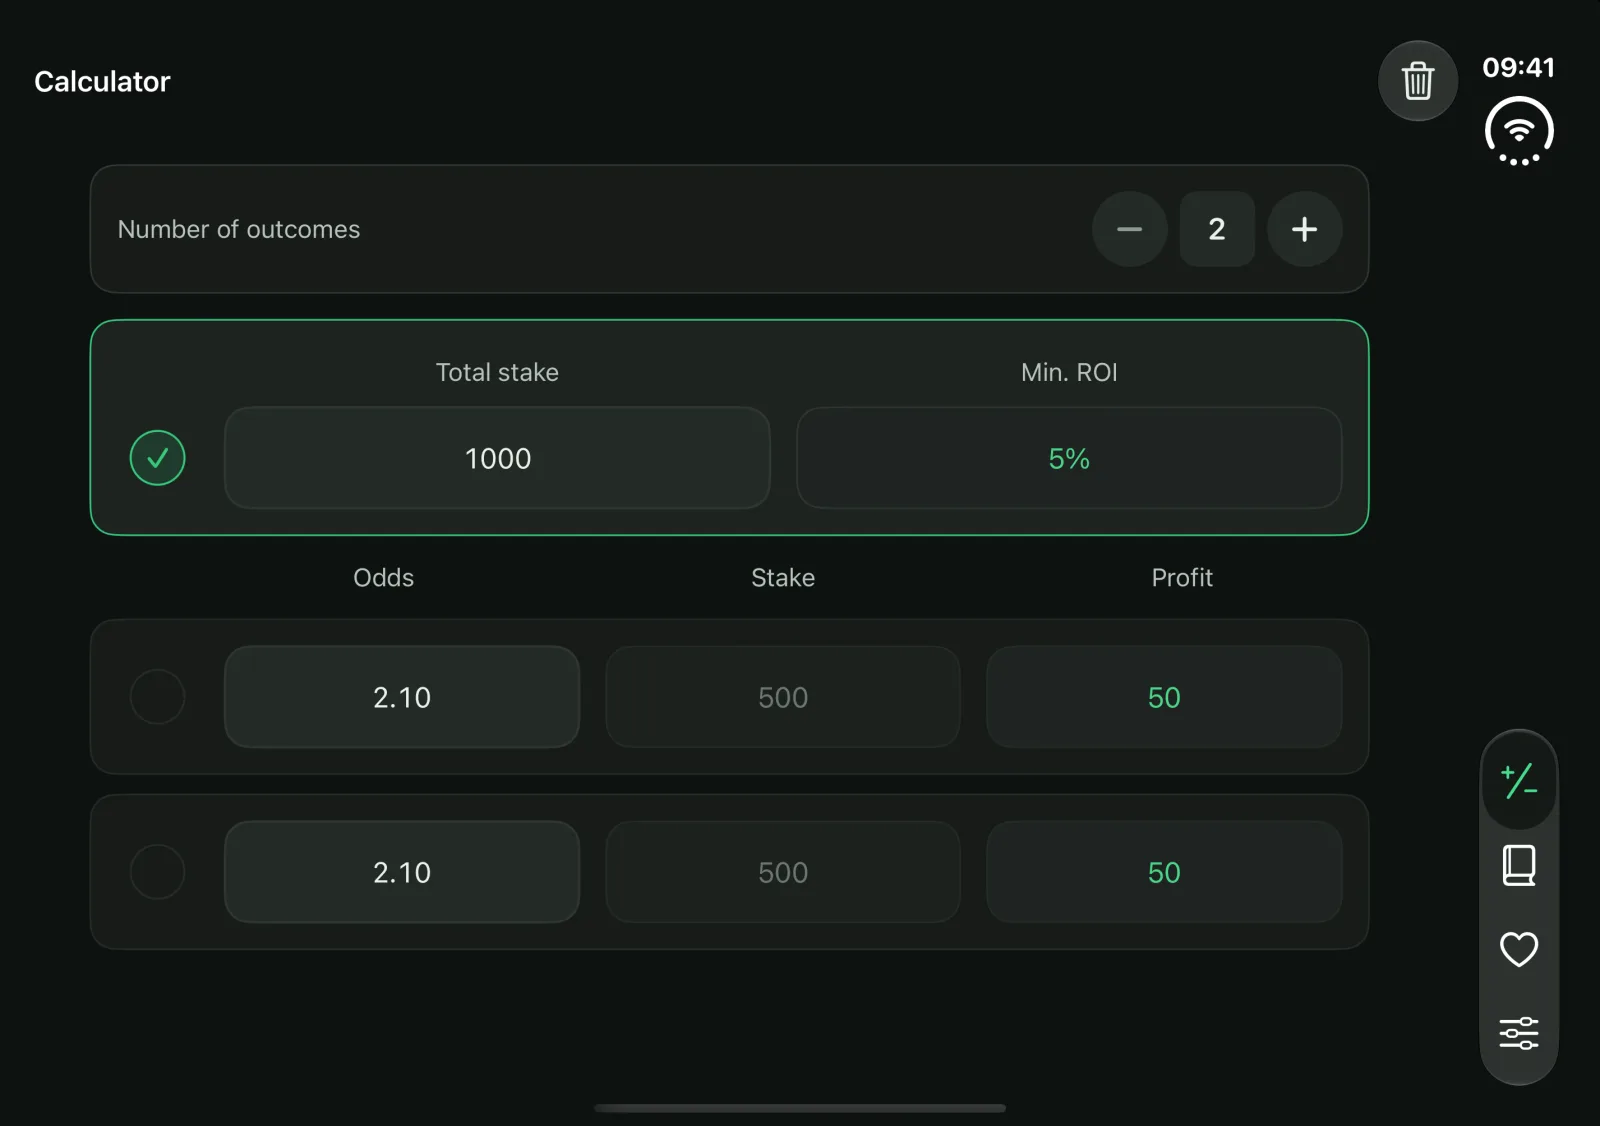 Calculator
09:41
Number of outcomes
2
Total stake
Min. ROI
1000
5%
Odds
Stake
Profit
2.10
500
50
2.10
500
50